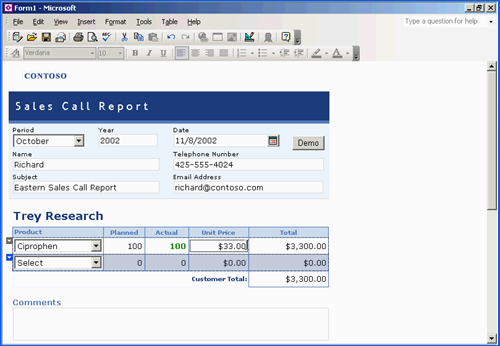 Form1 - Microsoft
File Edit View Insert Format Tools Table Help Type a question for help
Verdana 10 B I U
CONTOSO
Sales Call Report
Period Year Date
October 2002 11/8/2002 Demo
Name Telephone Number
Richard 425-555-4024
Subject Email Address
Eastern Sales Call Report richard@contoso.com
Trey Research
Product Planned Actual Unit Price Total
Ciprophen 100 100 $33.00 $3,300.00
Select 0 0 $0.00 $0.00
Customer Total: $3,300.00
Comments